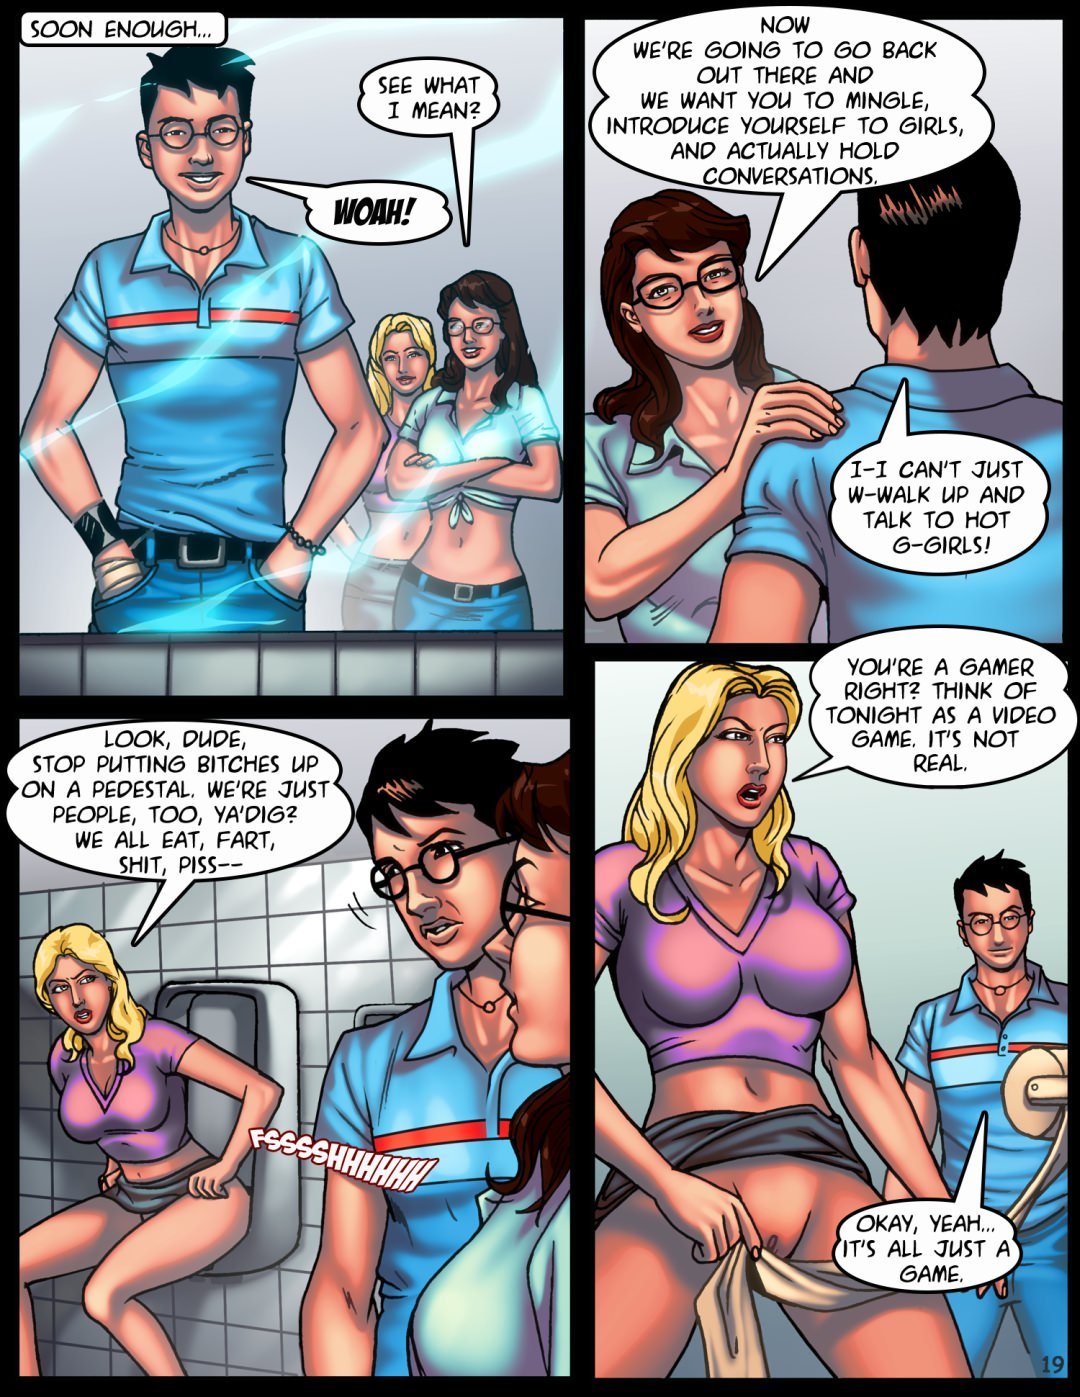 SOON ENOUGH...
SEE WHAT
I MEAN?
WOAH!
NOW
WE'RE GOING TO GO BACK
OUT THERE AND
WE WANT YOU TO MINGLE,
INTRODUCE YOURSELF TO GIRLS,
AND ACTUALLY HOLD
CONVERSATIONS.
I-I CAN'T JUST
W-WALK UP AND
TALK TO HOT
G-GIRLS!
LOOK, DUDE,
STOP PUTTING BITCHES UP
ON A PEDESTAL. WE'RE JUST
PEOPLE, TOO, YA'DIG?
WE ALL EAT, FART,
SHIT, PISS--
FSSSSHHHHHH
YOU'RE A GAMER
RIGHT? THINK OF
TONIGHT AS A VIDEO
GAME. IT'S NOT
REAL.
OKAY, YEAH...
IT'S ALL JUST A
GAME.
19